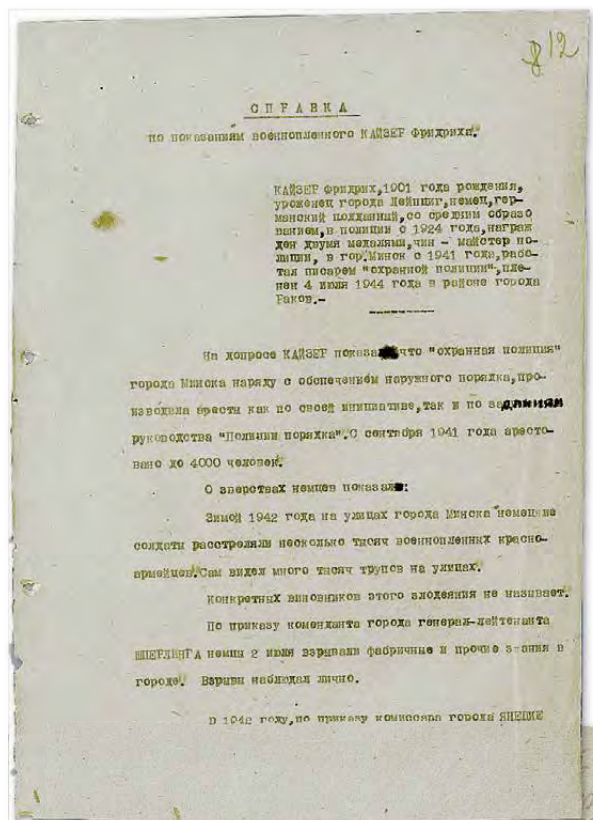 8 12
СПРАВКА
по показаниям военнопленного КАЙЗЕР Фридриха.
КАЙЗЕР Фридрих, 1901 года рождения,
уроженец города Лейпциг, немец, гер-
манский подданный, со средним образо
ванием, в полиции с 1924 года, награж
ден двумя медалями, чин - майстер по-
лиции, в гор.Минск с 1941 года, рабо-
тал писарем "охранной полиции", пле-
нен 4 июля 1944 года в районе города
Раков.-
На допросе КАЙЗЕР показал что "охранная полиция"
города Минска наряду с обспечением наружного порядка, про-
изводила аресты как по своей инициативе, так и по заданиям
руководства "Полиции порядка". С сентября 1941 года аресто-
вано до 4000 человек.
О зверствах немцев показал:
Зимой 1942 года на улицах города Минска немецкие
солдаты расстреляли несколько тысяч военнопленных красно-
армейцев. Сам видел много тысяч трупов на улицах.
Конкретных виновников этого злодеяния не называет.
По приказу коменданта города генерал-лейтенанта
ШПЕРЛИНГА немцы 2 июля взрывали фабричные и прочие здания в
городе. Взрывы наблюдал лично.
В 1942 году, по приказу комиссара города ЯНЕЦКЕ